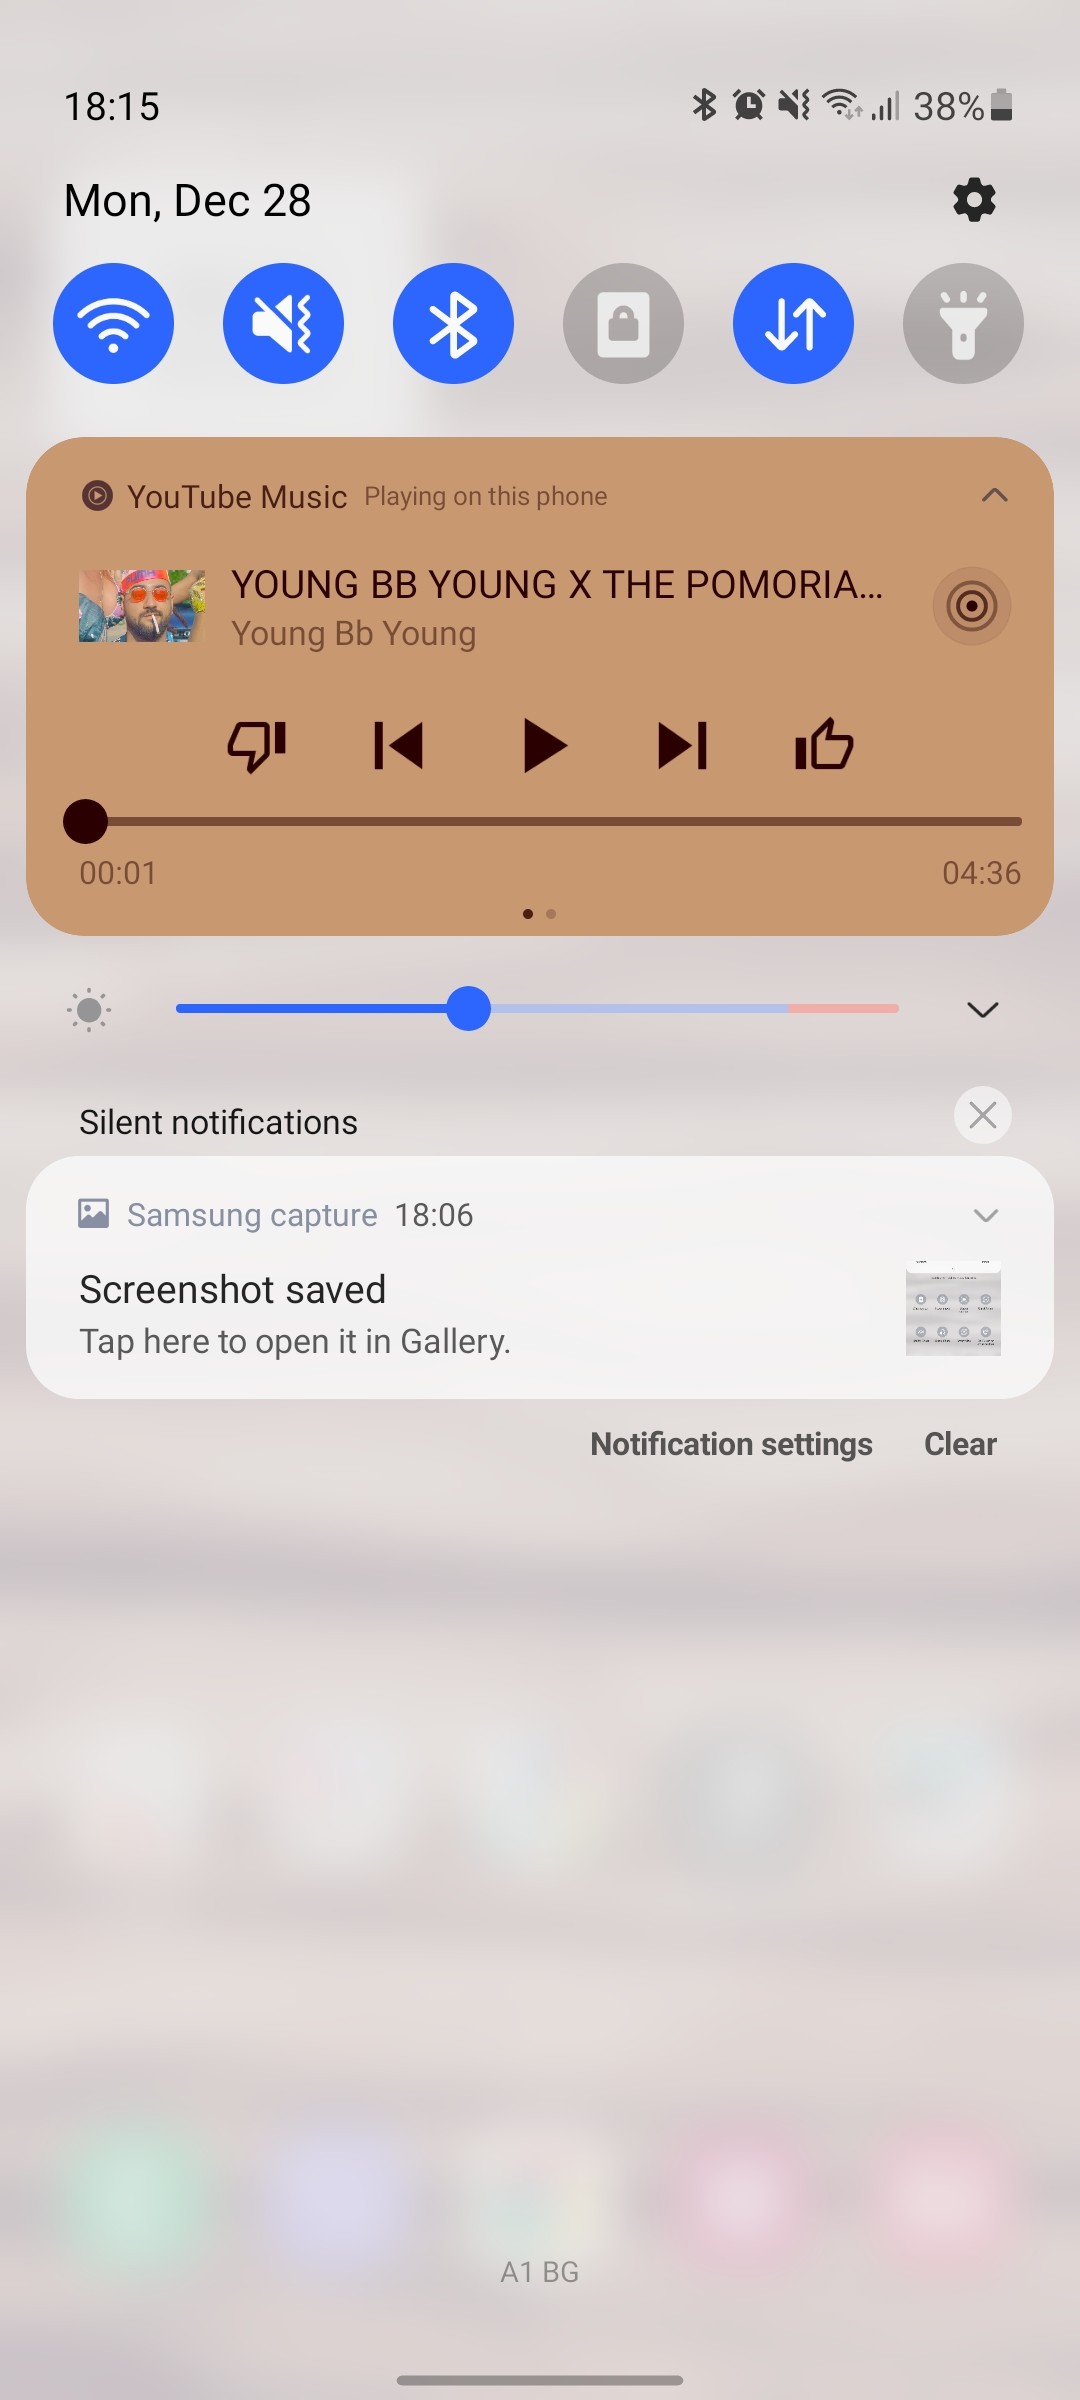 18:15 38%
Mon, Dec 28
YouTube Music Playing on this phone
YOUNG BB YOUNG X THE POMORIA...
Young Bb Young
00:01 04:36
Silent notifications
Samsung capture 18:06
Screenshot saved
Tap here to open it in Gallery.
Notification settings Clear
A1 BG